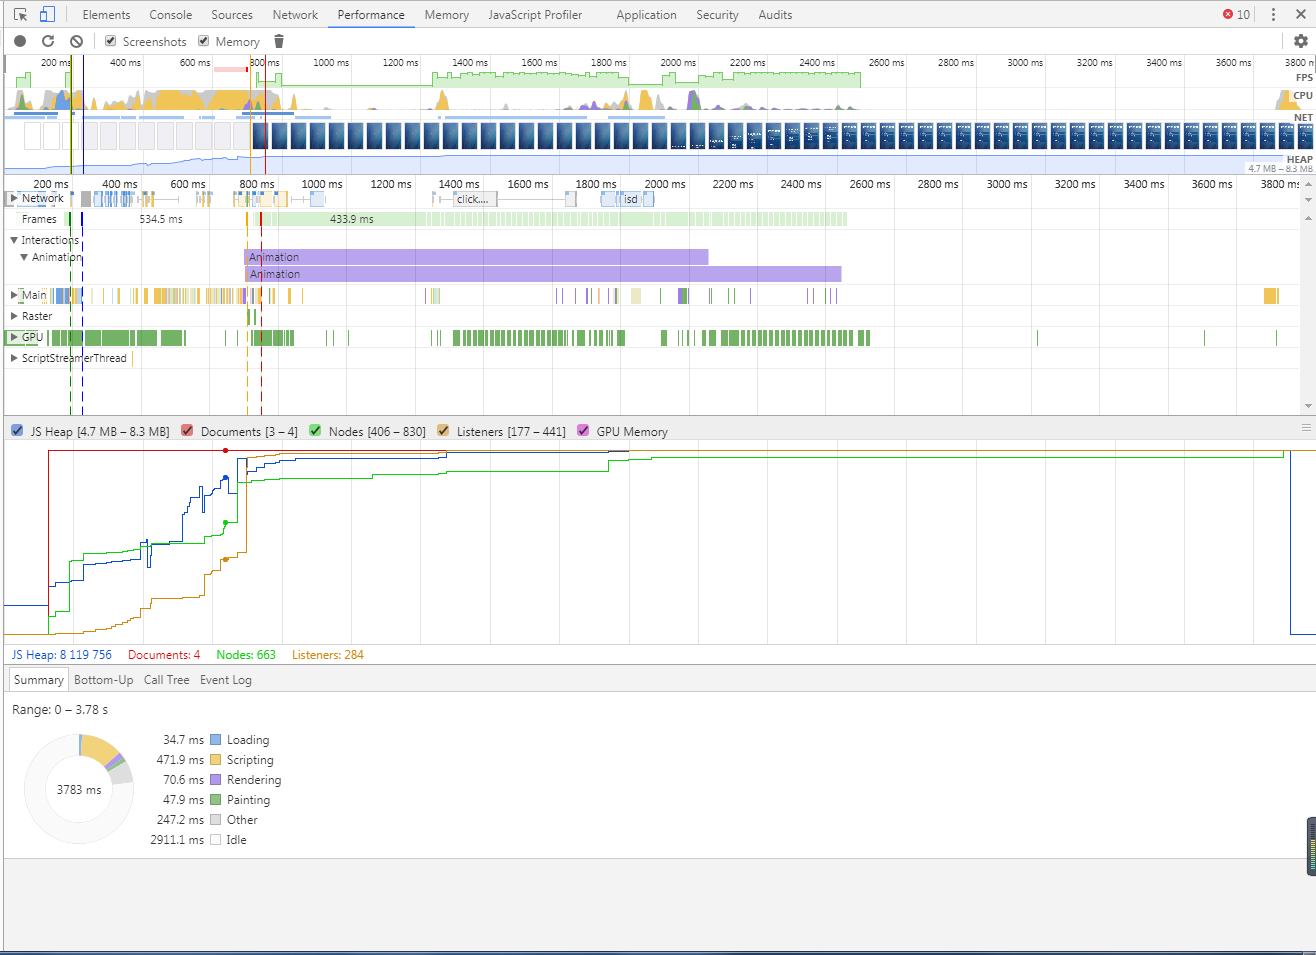 Elements Console Sources Network Performance Memory JavaScript Profiler Application Security Audits 10
Screenshots Memory
200 ms 400 ms 600 ms 800 ms 1000 ms 1200 ms 1400 ms 1600 ms 1800 ms 2000 ms 2200 ms 2400 ms 2600 ms 2800 ms 3000 ms 3200 ms 3400 ms 3600 ms 3800 m
FPS
CPU
NET
HEAP
4.7 MB – 8.3 MB
200 ms 400 ms 600 ms 800 ms 1000 ms 1200 ms 1400 ms 1600 ms 1800 ms 2000 ms 2200 ms 2400 ms 2600 ms 2800 ms 3000 ms 3200 ms 3400 ms 3600 ms 3800 ms
Network click.... isd
Frames 534.5 ms 433.9 ms
Interactions
Animation Animation
Animation
Main
Raster
GPU
ScriptStreamerThread
JS Heap [4.7 MB – 8.3 MB] Documents [3 – 4] Nodes [406 – 830] Listeners [177 – 441] GPU Memory
JS Heap: 8 119 756 Documents: 4 Nodes: 663 Listeners: 284
Summary Bottom-Up Call Tree Event Log
Range: 0 – 3.78 s
34.7 ms Loading
471.9 ms Scripting
70.6 ms Rendering
3783 ms
47.9 ms Painting
247.2 ms Other
2911.1 ms Idle